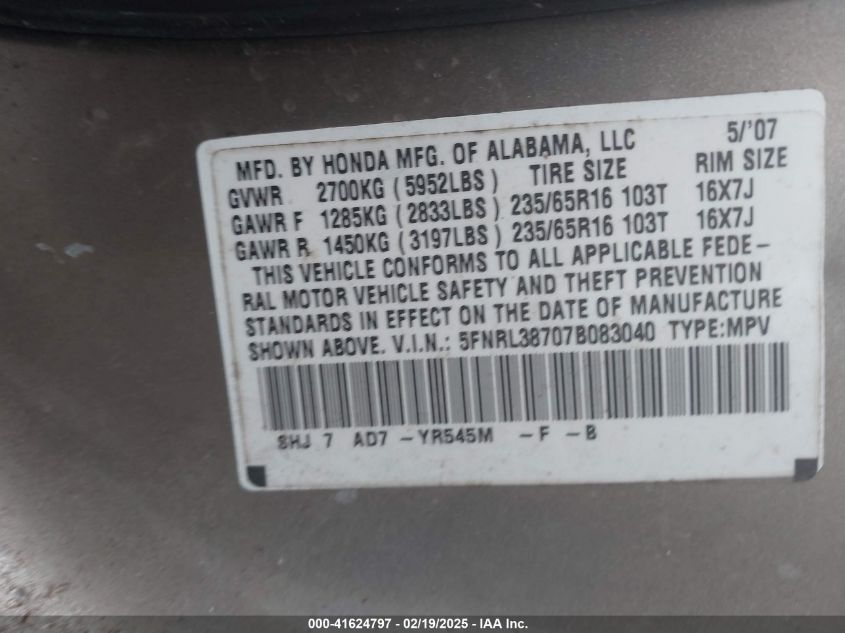 MFD. BY HONDA MFG. OF ALABAMA, LLC 5/'07
TIRE SIZE RIM SIZE
GVWR 2700KG (5952LBS)
GAWR F 1285KG (2833LBS) 235/65R16 103T 16X7J
GAWR R 1450KG (3197LBS) 235/65R16 103T 16X7J
THIS VEHICLE CONFORMS TO ALL APPLICABLE FEDE-
RAL MOTOR VEHICLE SAFETY AND THEFT PREVENTION
STANDARDS IN EFFECT ON THE DATE OF MANUFACTURE
SHOWN ABOVE. V.I.N.: 5FNRL38707B083040 TYPE:MPV
SHJ 7 AD7 -YR545M -F -B
000-41624797 - 02/19/2025 - IAA Inc.